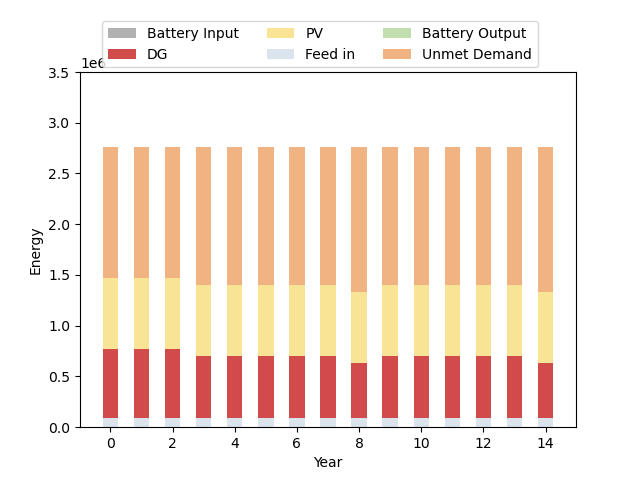 Battery Input PV Battery Output
DG Feed in Unmet Demand
1e6
3.5
3.0
2.5
2.0
1.5
1.0
0.5
0.0
Energy
0 2 4 6 8 10 12 14
Year